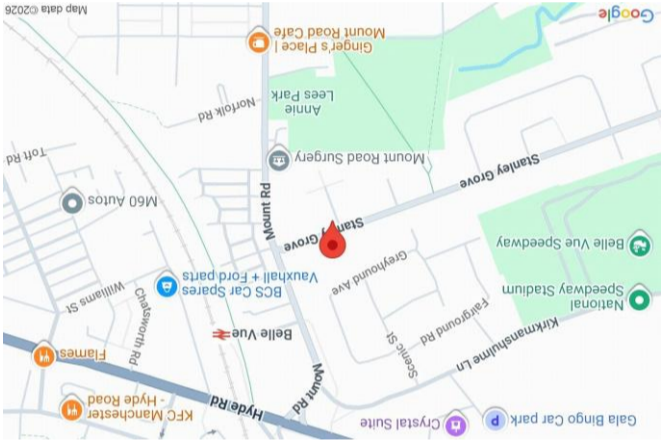 Gala Bingo Car park
Crystal Suite
KFC Manchester
- Hyde Road
Hyde Rd
Mount Rd
Flames
Scenic St
Chatsworth Rd
Kirkmanshulme Ln
Fairground Rd
Belle Vue
National
Speedway Stadium
Greyhound Ave
BCS Car Spares
Vauxhall + Ford parts
Williams St
Belle Vue Speedway
Stanley Grove
Mount Rd
M60 Autos
Stanley Grove
Mount Road Surgery
Toft Rd
Annie
Lees Park
Norfolk Rd
Ginger's Place |
Mount Road Cafe
Google
Map data ©2026